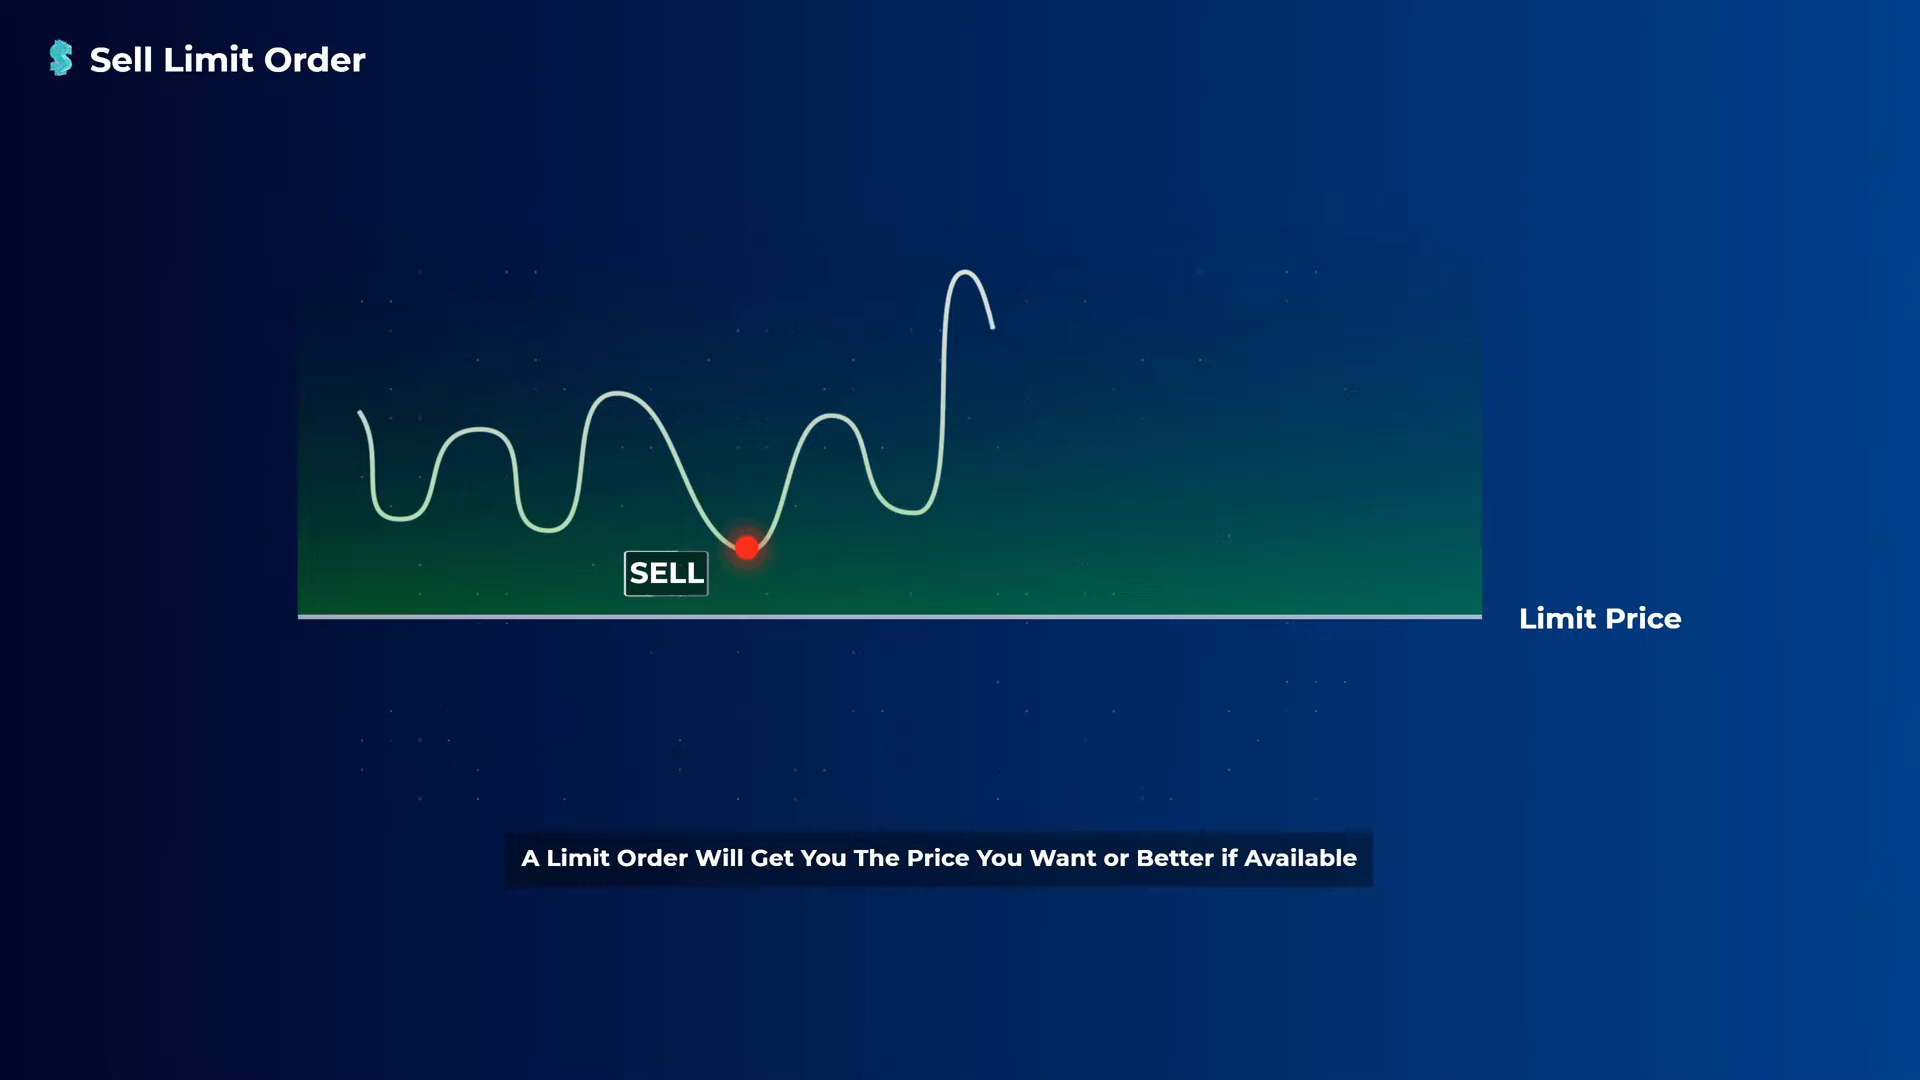 Sell Limit Order
SELL
Limit Price
A Limit Order Will Get You The Price You Want or Better if Available